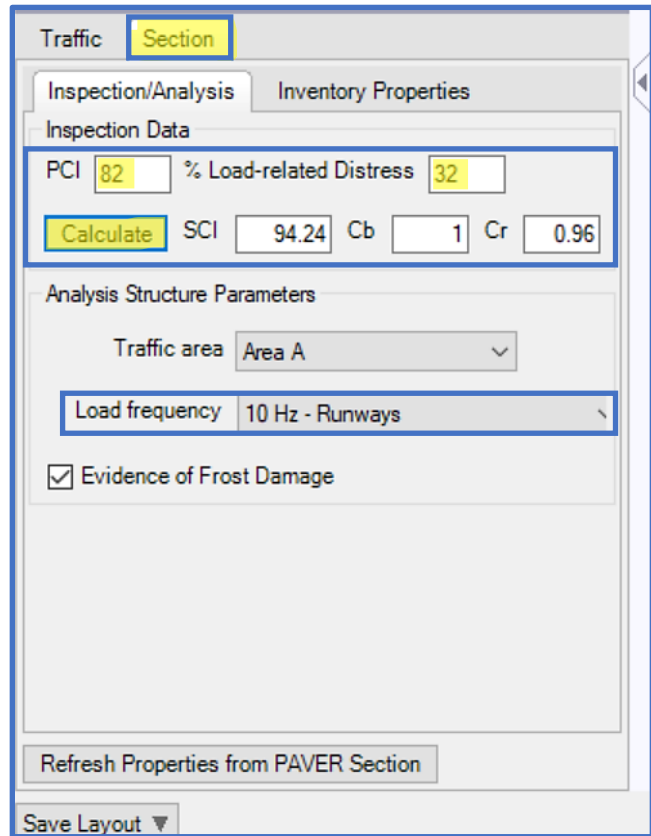 Traffic Section
Inspection/Analysis Inventory Properties
Inspection Data
PCI 82 % Load-related Distress 32
Calculate SCI 94.24 Cb 1 Cr 0.96
Analysis Structure Parameters
Traffic area Area A
Load frequency 10 Hz - Runways
Evidence of Frost Damage
Refresh Properties from PAVER Section
Save Layout